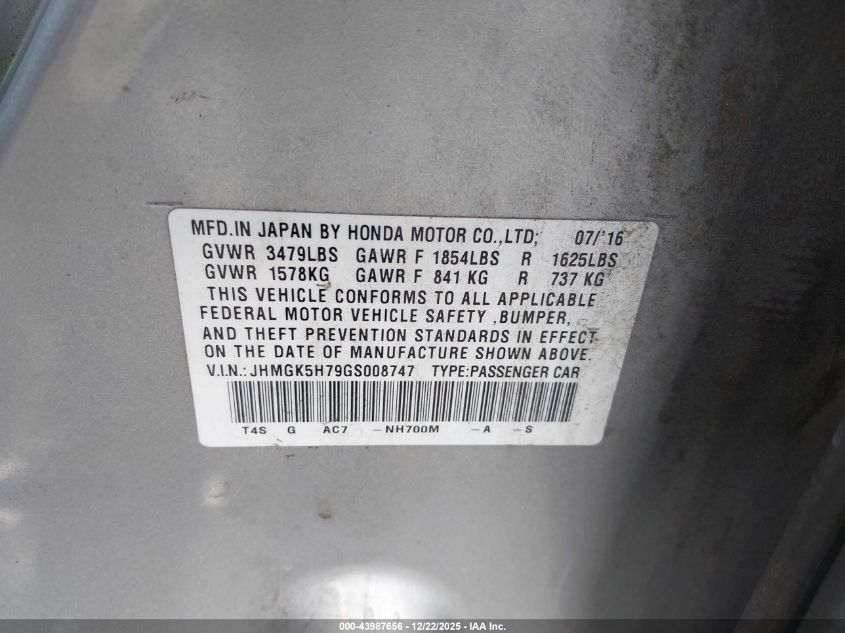 MFD.IN JAPAN BY HONDA MOTOR CO.,LTD; 07/'16
GVWR 3479LBS GAWR F 1854LBS R 1625LBS
GVWR 1578KG GAWR F 841 KG R 737 KG
THIS VEHICLE CONFORMS TO ALL APPLICABLE
FEDERAL MOTOR VEHICLE SAFETY ,BUMPER,
AND THEFT PREVENTION STANDARDS IN EFFECT
ON THE DATE OF MANUFACTURE SHOWN ABOVE.
V.I.N.: JHMGK5H79GS008747 TYPE:PASSENGER CAR
T4S G AC7 -NH700M -A -S
000-43987656 - 12/22/2025 - IAA Inc.